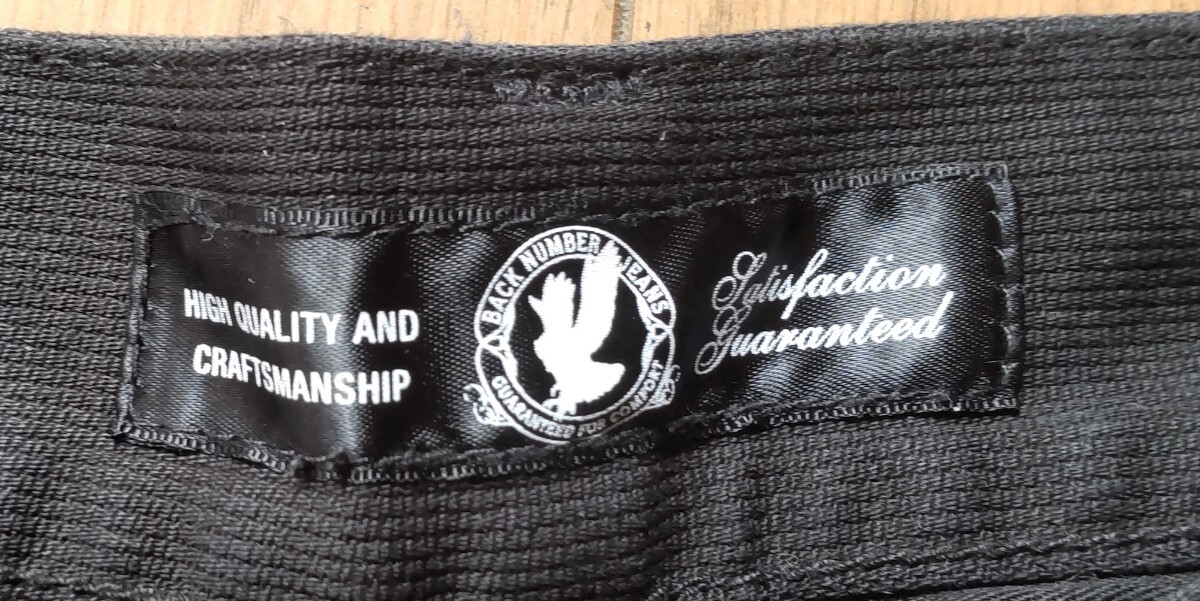 HIGH QUALITY AND
CRAFTSMANSHIP
BACK NUMBER JEANS
GUARANTEED FOR COMFORT
Satisfaction
Guaranteed